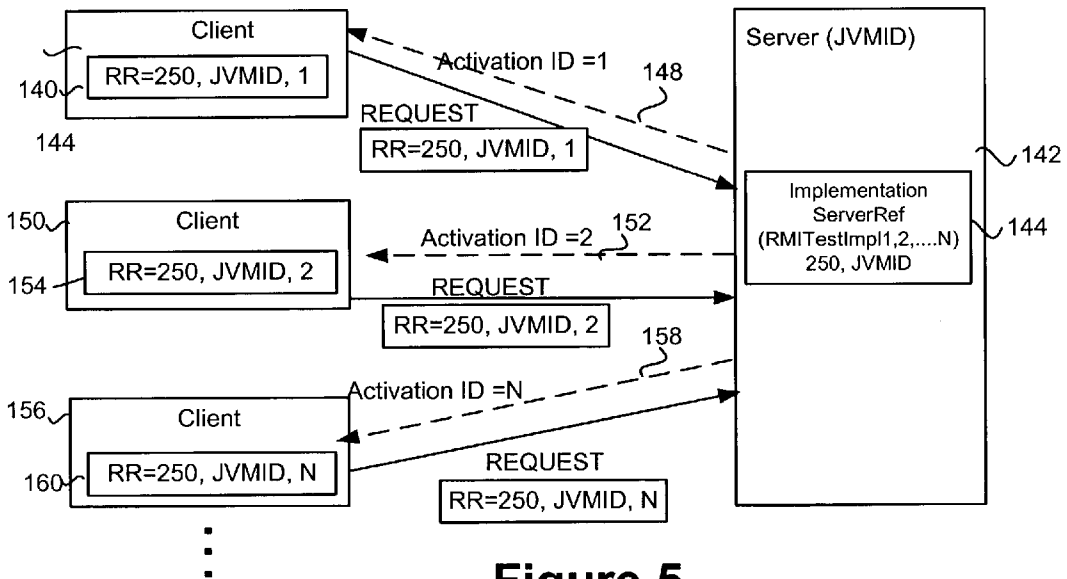 Client
Server (JVMID)
RR=250, JVMID, 1
140
144
Activation ID =1
148
REQUEST
RR=250, JVMID, 1
142
Implementation
ServerRef
(RMITestImpl1,2,....N)
250, JVMID
144
150
Client
RR=250, JVMID, 2
154
Activation ID =2
152
REQUEST
RR=250, JVMID, 2
158
Activation ID =N
156
Client
RR=250, JVMID, N
160
REQUEST
RR=250, JVMID, N
Figure 5